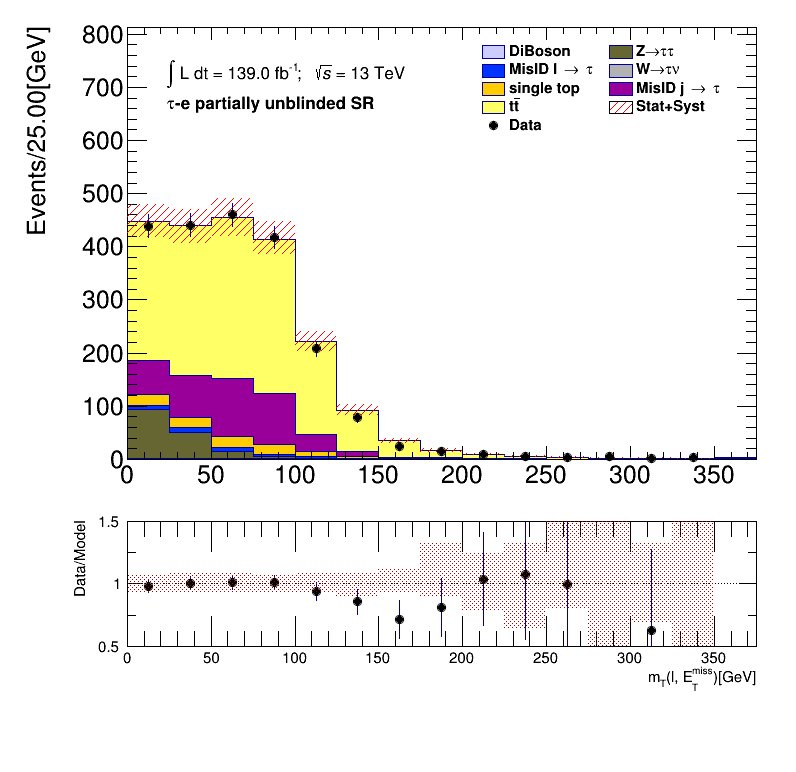 800
700
600
500
400
300
200
100
0
Events/25.00[GeV]
∫ L dt = 139.0 fb⁻¹; √s = 13 TeV
τ-e partially unblinded SR
DiBoson
Z→ττ
MisID l → τ
W→τν
single top
MisID j → τ
tt̄
Stat+Syst
Data
0 50 100 150 200 250 300 350
Data/Model
1.5
1
0.5
0 50 100 150 200 250 300 350
m_T(l, E_T^miss)[GeV]